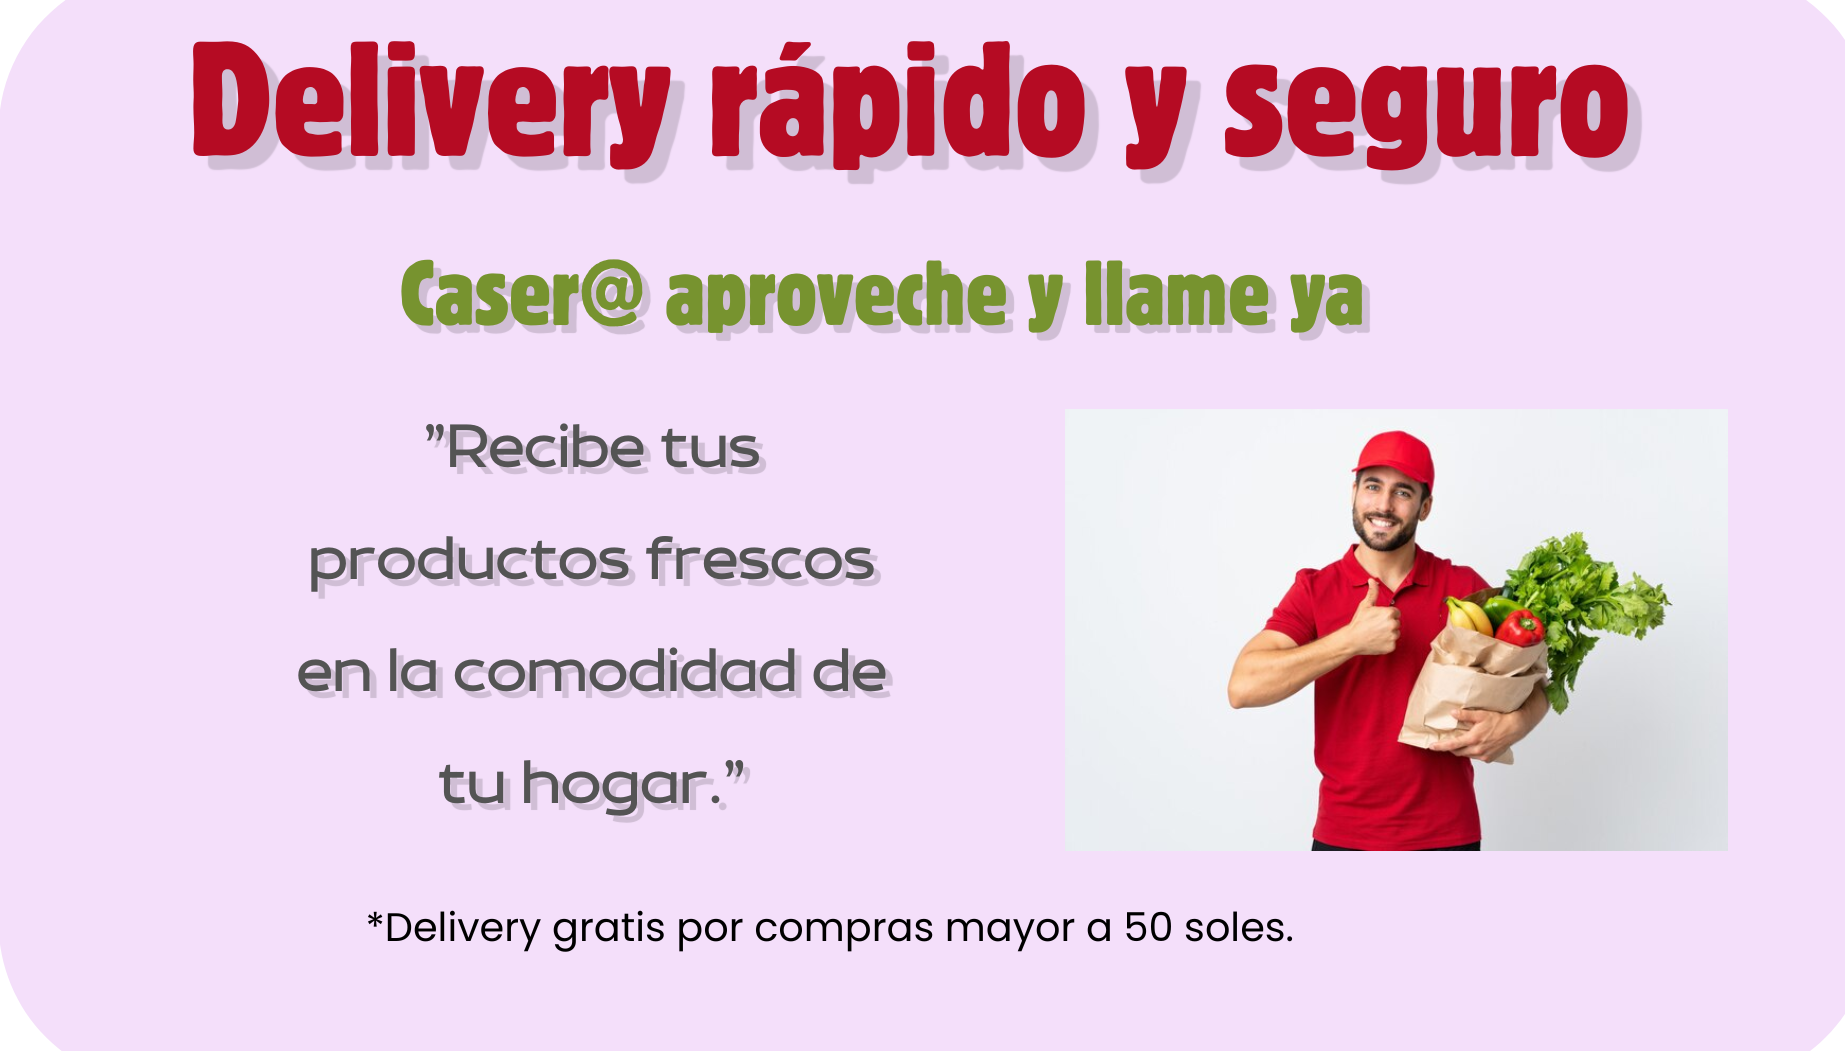 Delivery rápido y seguro
Caser@ aproveche y llame ya
”Recibe tus
productos frescos
en la comodidad de
tu hogar.”
*Delivery gratis por compras mayor a 50 soles.